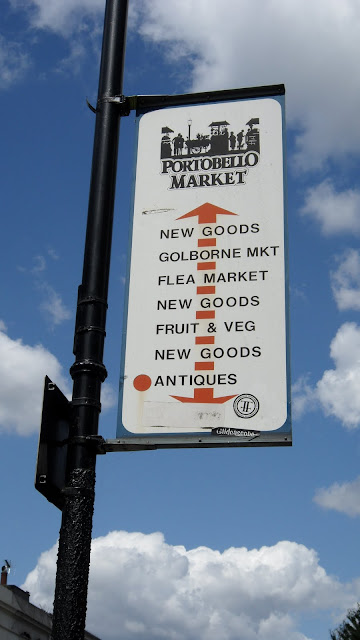 PORTOBELLO
MARKET
NEW GOODS
GOLBORNE MKT
FLEA MARKET
NEW GOODS
FRUIT & VEG
NEW GOODS
ANTIQUES